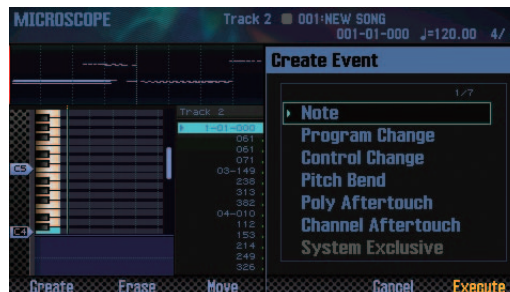 MICROSCOPE
Track 2 001:NEW SONG
001-01-000 ♩=120.00 4/
Create Event
1/7
Note
Program Change
Control Change
Pitch Bend
Poly Aftertouch
Channel Aftertouch
System Exclusive
Track 2
1-01-000
061
061
071
03-149
238
313
382
04-010
112
153
214
249
326
C5
C4
Create Erase Move Cancel Execute